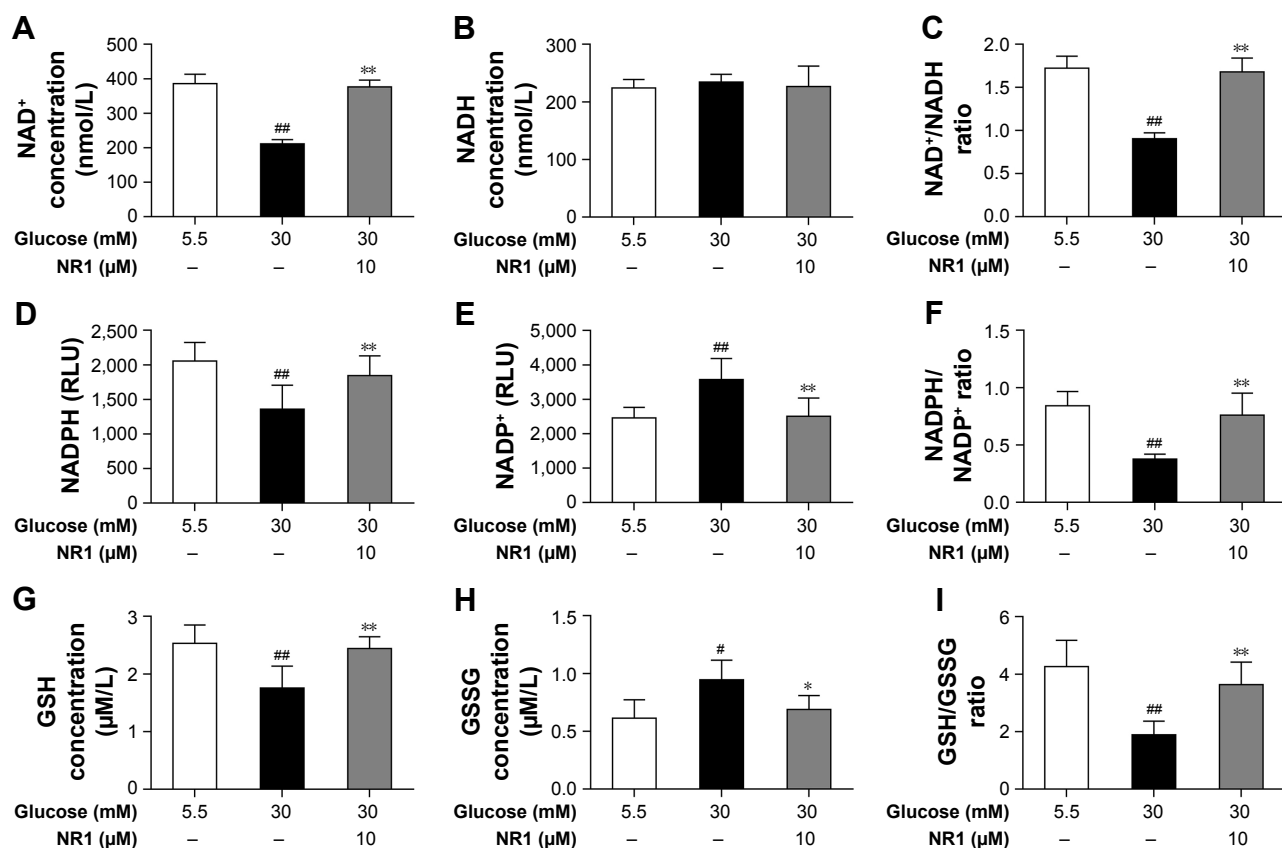 A
NAD⁺
concentration
(nmol/L)
500
400
300
200
100
0
##
**
Glucose (mM) 5.5 30 30
NR1 (µM) – – 10
B
NADH
concentration
(nmol/L)
300
200
100
0
5.5 30 30
– – 10
C
NAD⁺/NADH
ratio
2.0
1.5
1.0
0.5
0.0
##
**
Glucose (mM) 5.5 30 30
NR1 (µM) – – 10
D
NADPH (RLU)
2,500
2,000
1,500
1,000
500
0
##
**
Glucose (mM) 5.5 30 30
NR1 (µM) – – 10
E
NADP⁺ (RLU)
5,000
4,000
3,000
2,000
1,000
0
##
**
Glucose (mM) 5.5 30 30
NR1 (µM) – – 10
F
NADPH/
NADP⁺ ratio
1.5
1.0
0.5
0.0
##
**
Glucose (mM) 5.5 30 30
NR1 (µM) – – 10
G
GSH
concentration
(µM/L)
3
2
1
0
##
**
Glucose (mM) 5.5 30 30
NR1 (µM) – – 10
H
GSSG
concentration
(µM/L)
1.5
1.0
0.5
0.0
#
*
Glucose (mM) 5.5 30 30
NR1 (µM) – – 10
I
GSH/GSSG
ratio
6
4
2
0
##
**
Glucose (mM) 5.5 30 30
NR1 (µM) – – 10